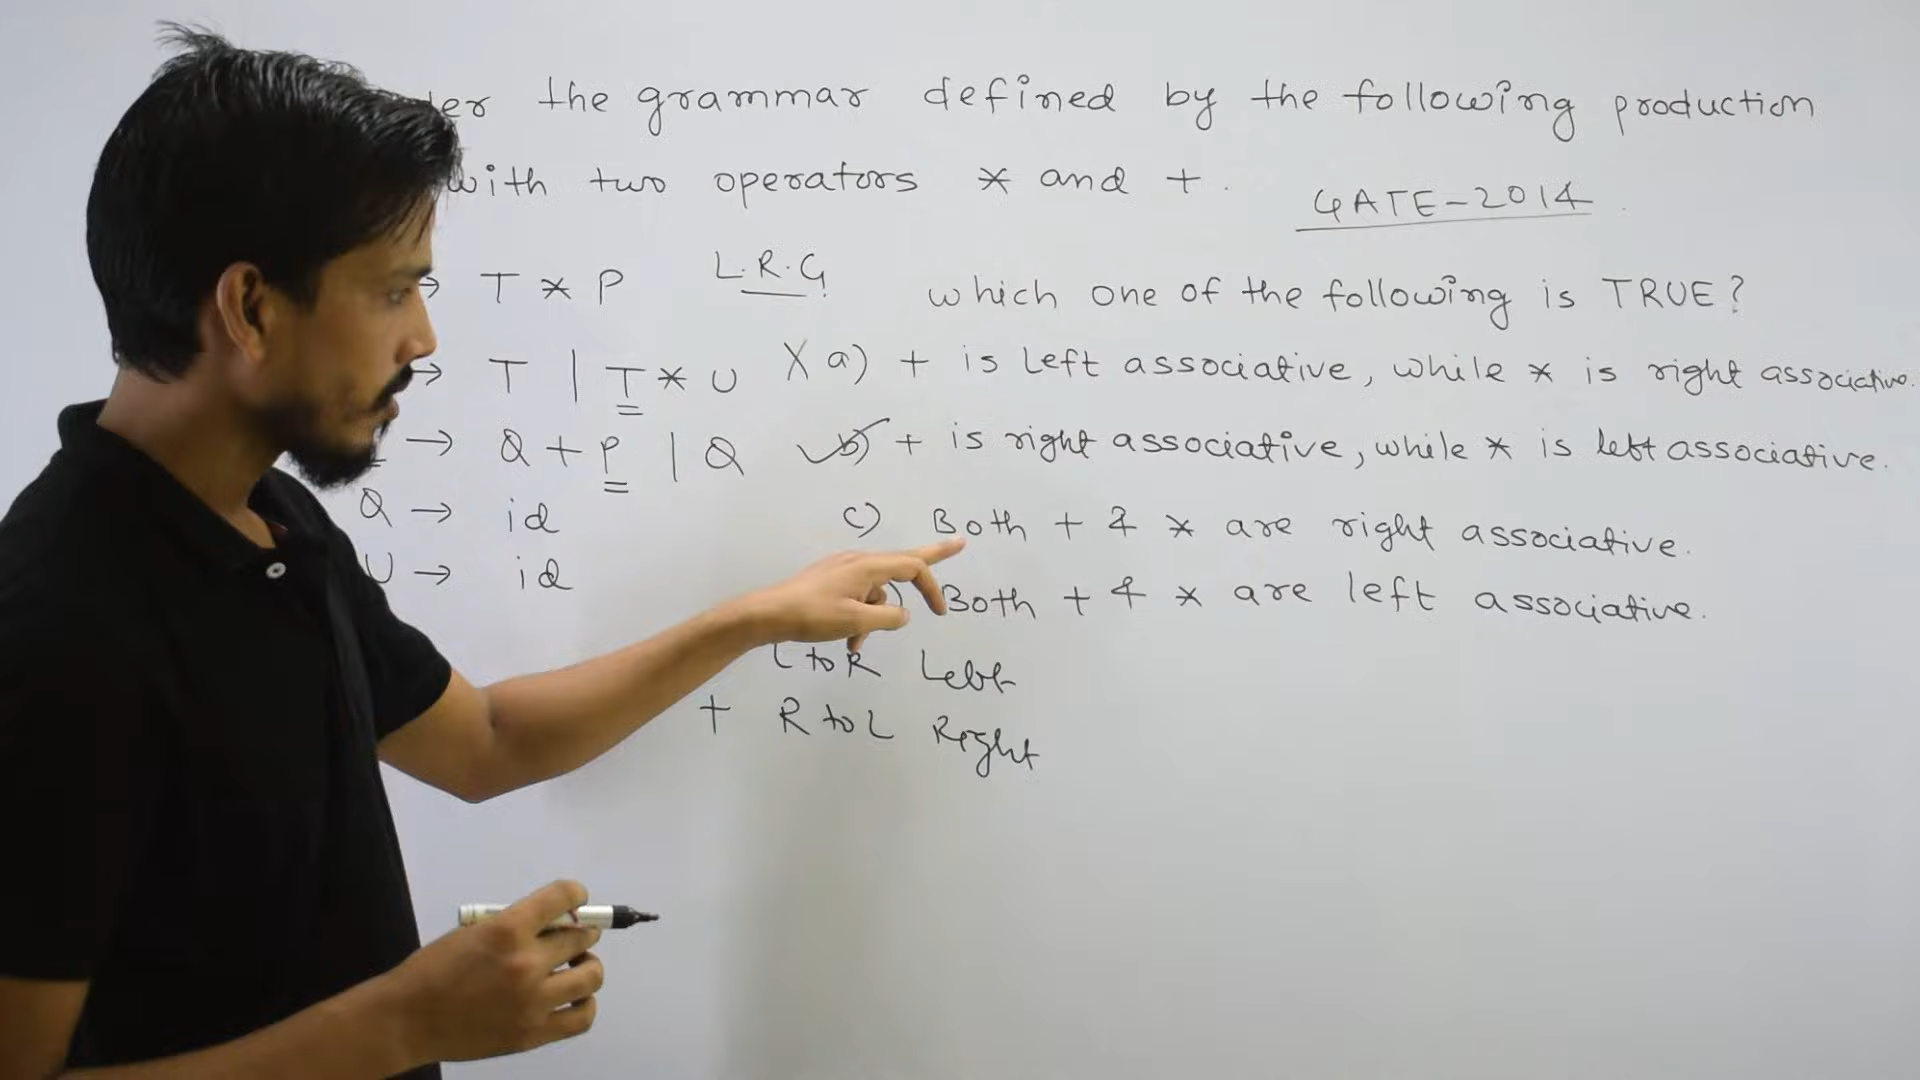 the grammar defined by the following production
with two operators * and +.
GATE-2014
→ T * P L.R.G which one of the following is TRUE?
→ T | T * U X a) + is left associative, while * is right associative.
→ Q + P | Q b) + is right associative, while * is left associative.
Q → id c) Both + & * are right associative.
U → id ) Both + & * are left associative.
L to R Left
+ R to L Right